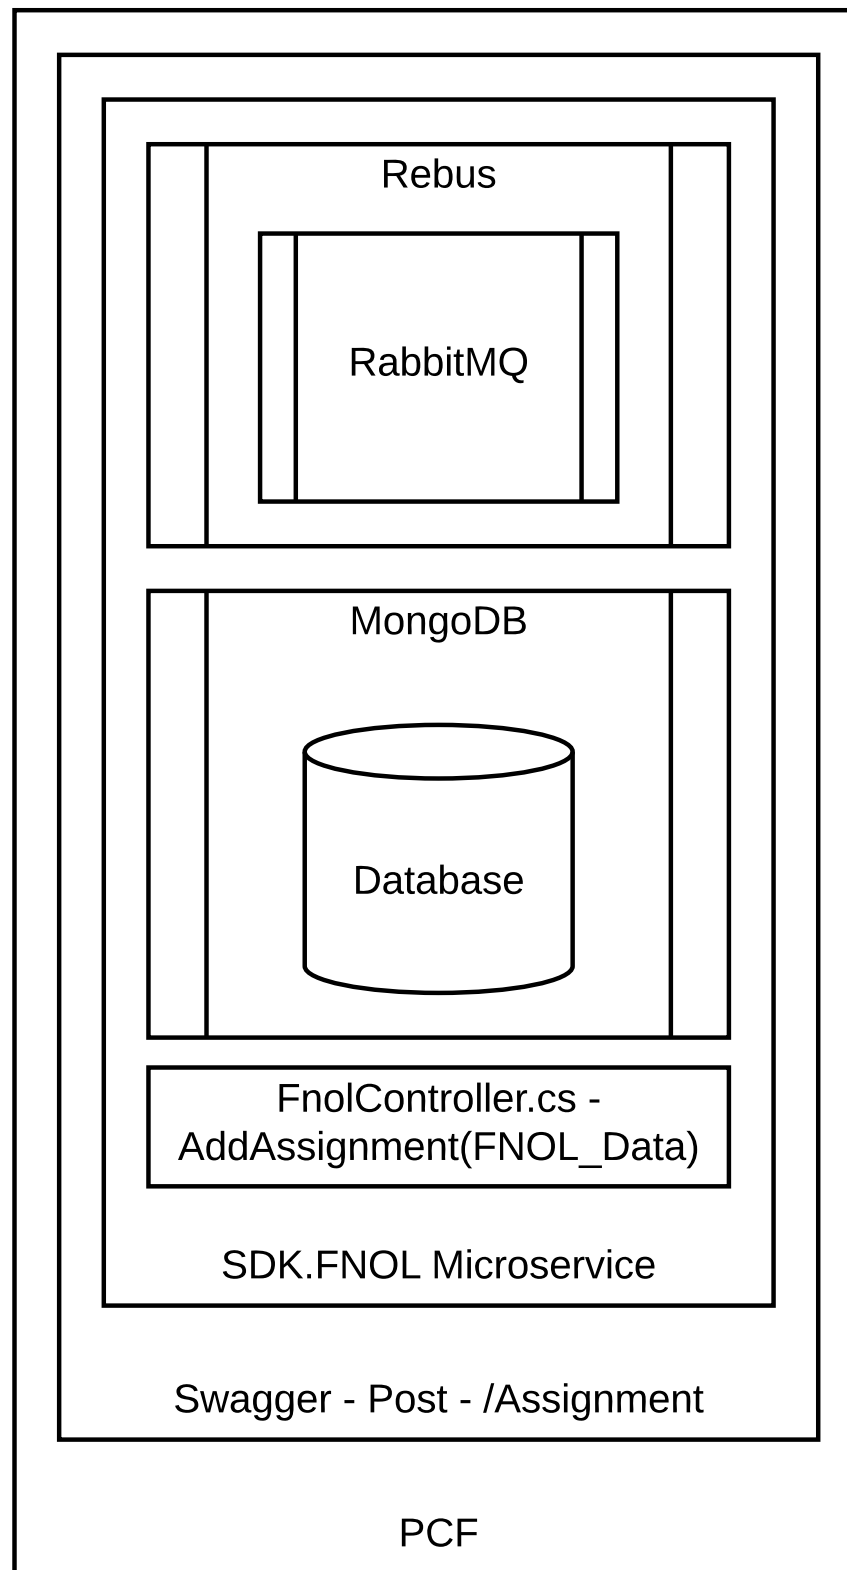 Rebus
RabbitMQ
MongoDB
Database
FnolController.cs -
AddAssignment(FNOL_Data)
SDK.FNOL Microservice
Swagger - Post - /Assignment
PCF